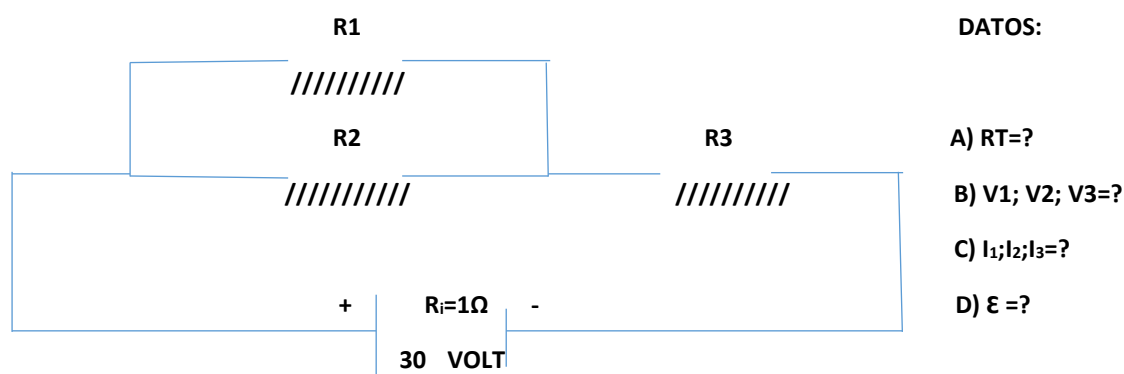 R1
DATOS:
//////////
R2
R3
A) RT=?
///////////
//////////
B) V1; V2; V3=?
C) I₁;I₂;I₃=?
+ Rᵢ=1Ω -
D) Ɛ =?
30 VOLT